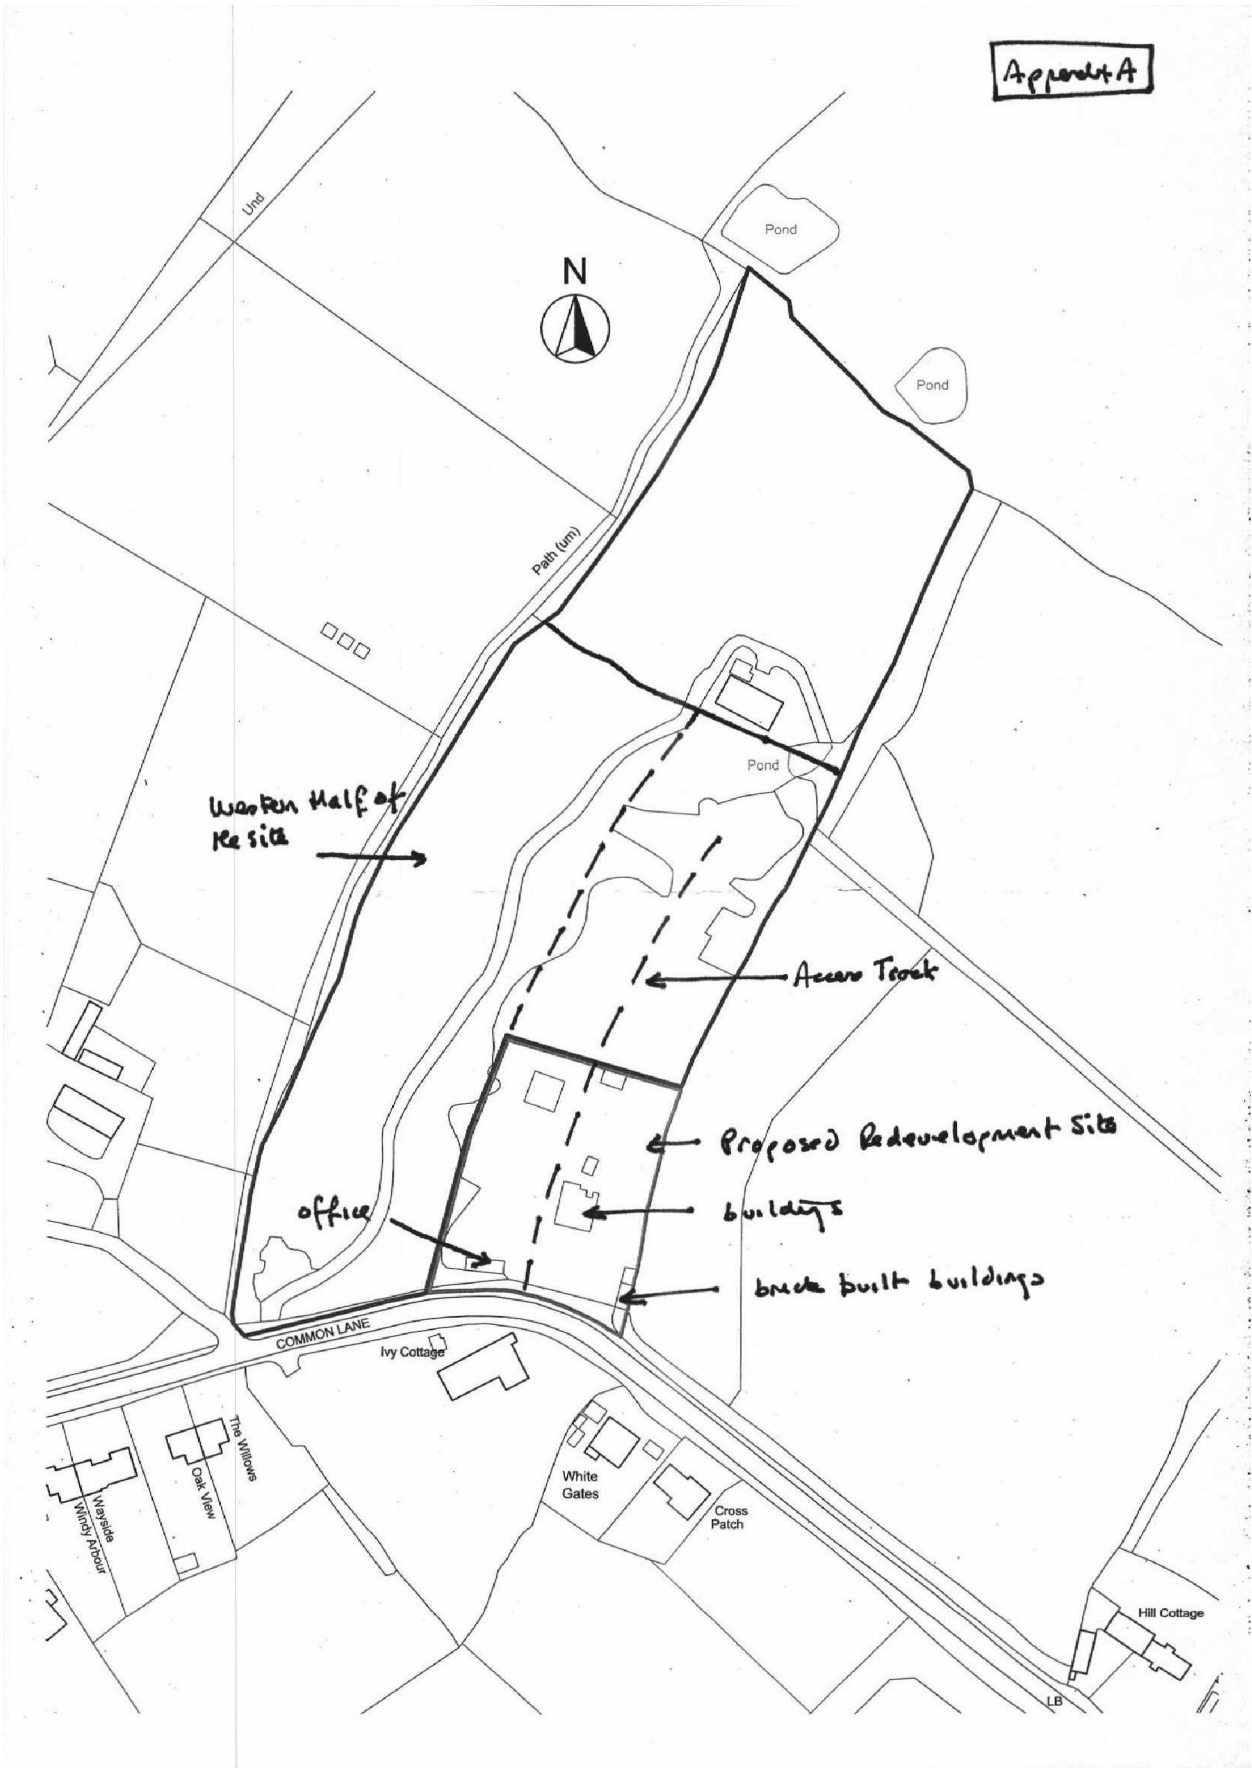 Appendix A
Und
Pond
N
Pond
Path (um)
Western Half of
the site
Pond
Access Track
Proposed Redevelopment Site
buildings
office
brick built buildings
COMMON LANE
Ivy Cottage
The Willows
Oak View
Wayside
Windy Arbour
White
Gates
Cross
Patch
Hill Cottage
LB